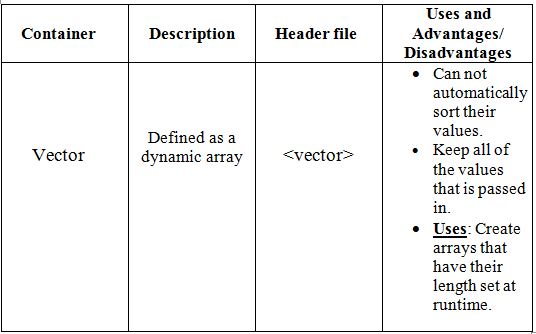 Container
Description
Header file
Uses and
Advantages/
Disadvantages
Vector
Defined as a
dynamic array
<vector>
• Can not
automatically
sort their
values.
• Keep all of
the values
that is passed
in.
• Uses: Create
arrays that
have their
length set at
runtime.